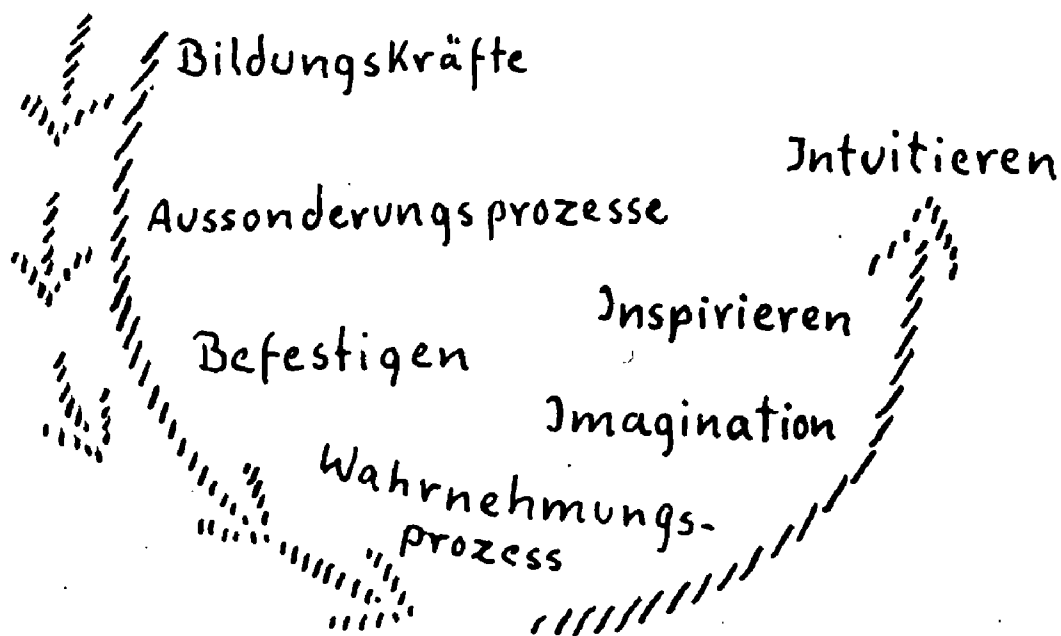 Bildungskräfte
Aussonderungsprozesse
Befestigen
Wahrnehmungs-
prozess
Imagination
Inspirieren
Intuitieren